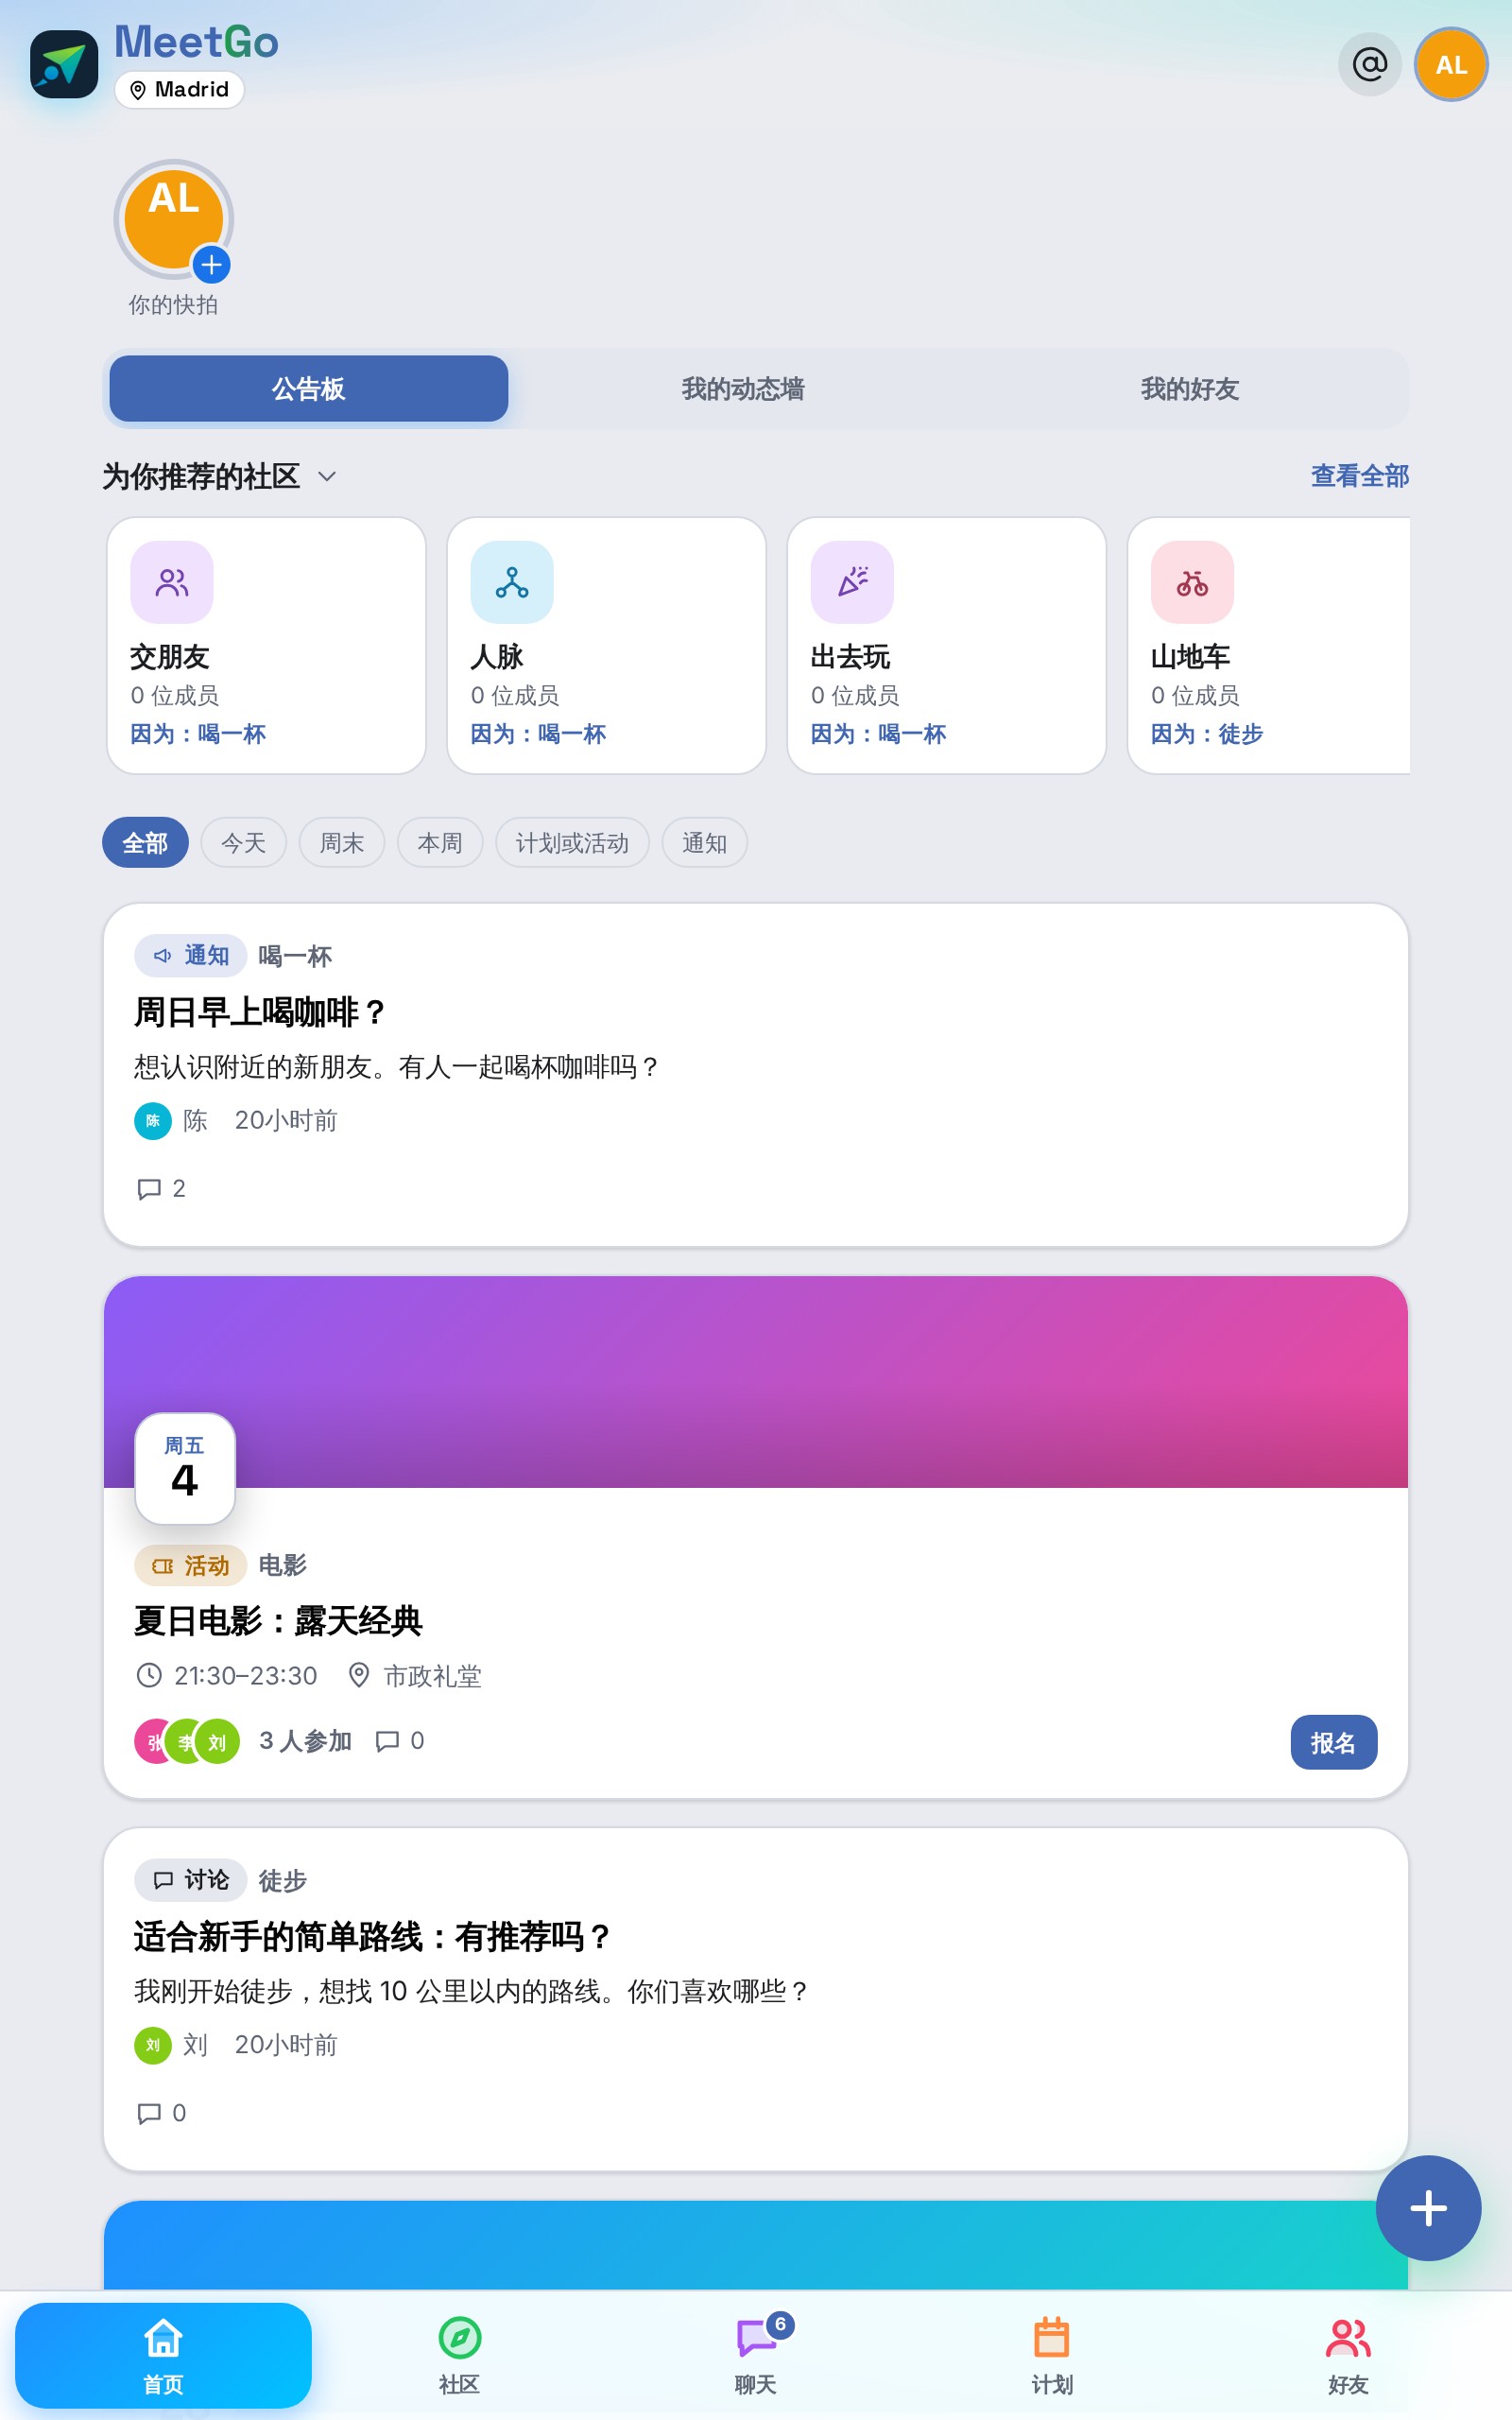 MeetGo
Madrid
AL
AL
你的快拍
公告板 我的动态墙 我的好友
为你推荐的社区 查看全部
交朋友 人脉 出去玩 山地车
0 位成员 0 位成员 0 位成员 0 位成员
因为：喝一杯 因为：喝一杯 因为：喝一杯 因为：徒步
全部 今天 周末 本周 计划或活动 通知
通知 喝一杯
周日早上喝咖啡？
想认识附近的新朋友。有人一起喝杯咖啡吗？
陈 陈 20小时前
2
周五
4
活动 电影
夏日电影：露天经典
21:30–23:30 市政礼堂
张 李 刘 3 人参加 0 报名
讨论 徒步
适合新手的简单路线：有推荐吗？
我刚开始徒步，想找 10 公里以内的路线。你们喜欢哪些？
刘 刘 20小时前
0
6
首页 社区 聊天 计划 好友